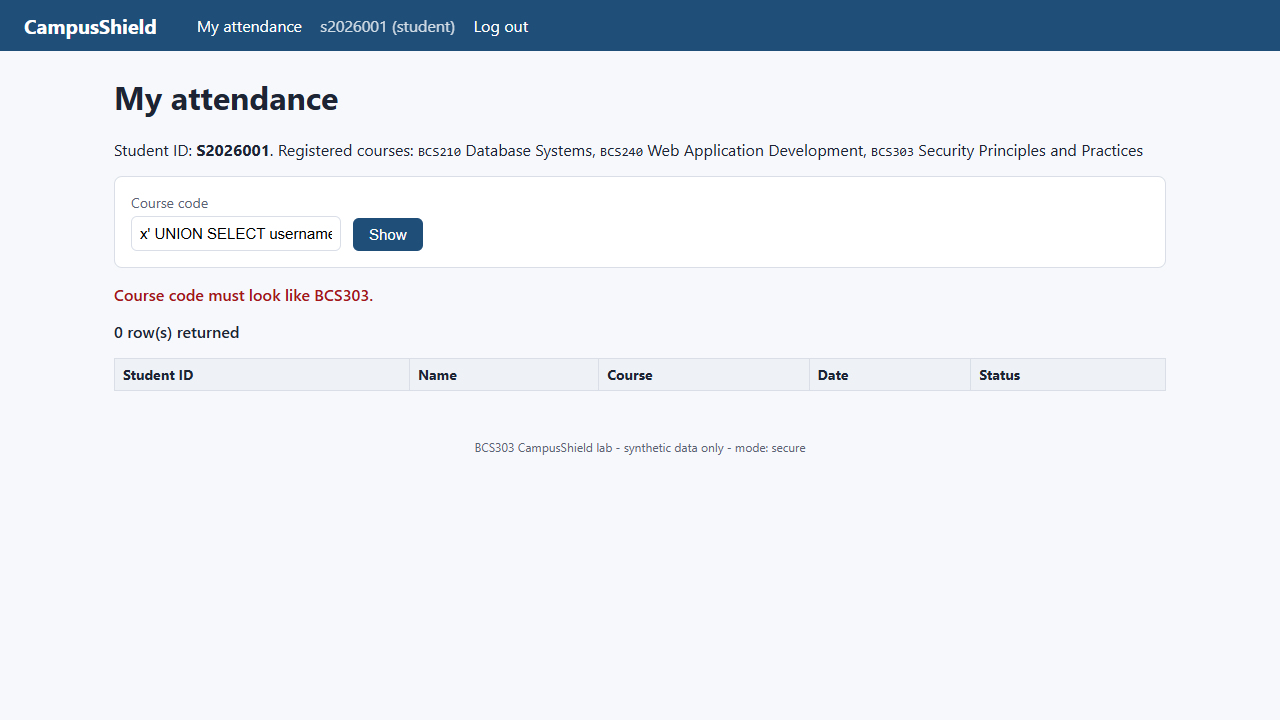 CampusShield My attendance s2026001 (student) Log out
My attendance
Student ID: S2026001. Registered courses: BCS210 Database Systems, BCS240 Web Application Development, BCS303 Security Principles and Practices
Course code
x' UNION SELECT username Show
Course code must look like BCS303.
0 row(s) returned
Student ID Name Course Date Status
BCS303 CampusShield lab - synthetic data only - mode: secure